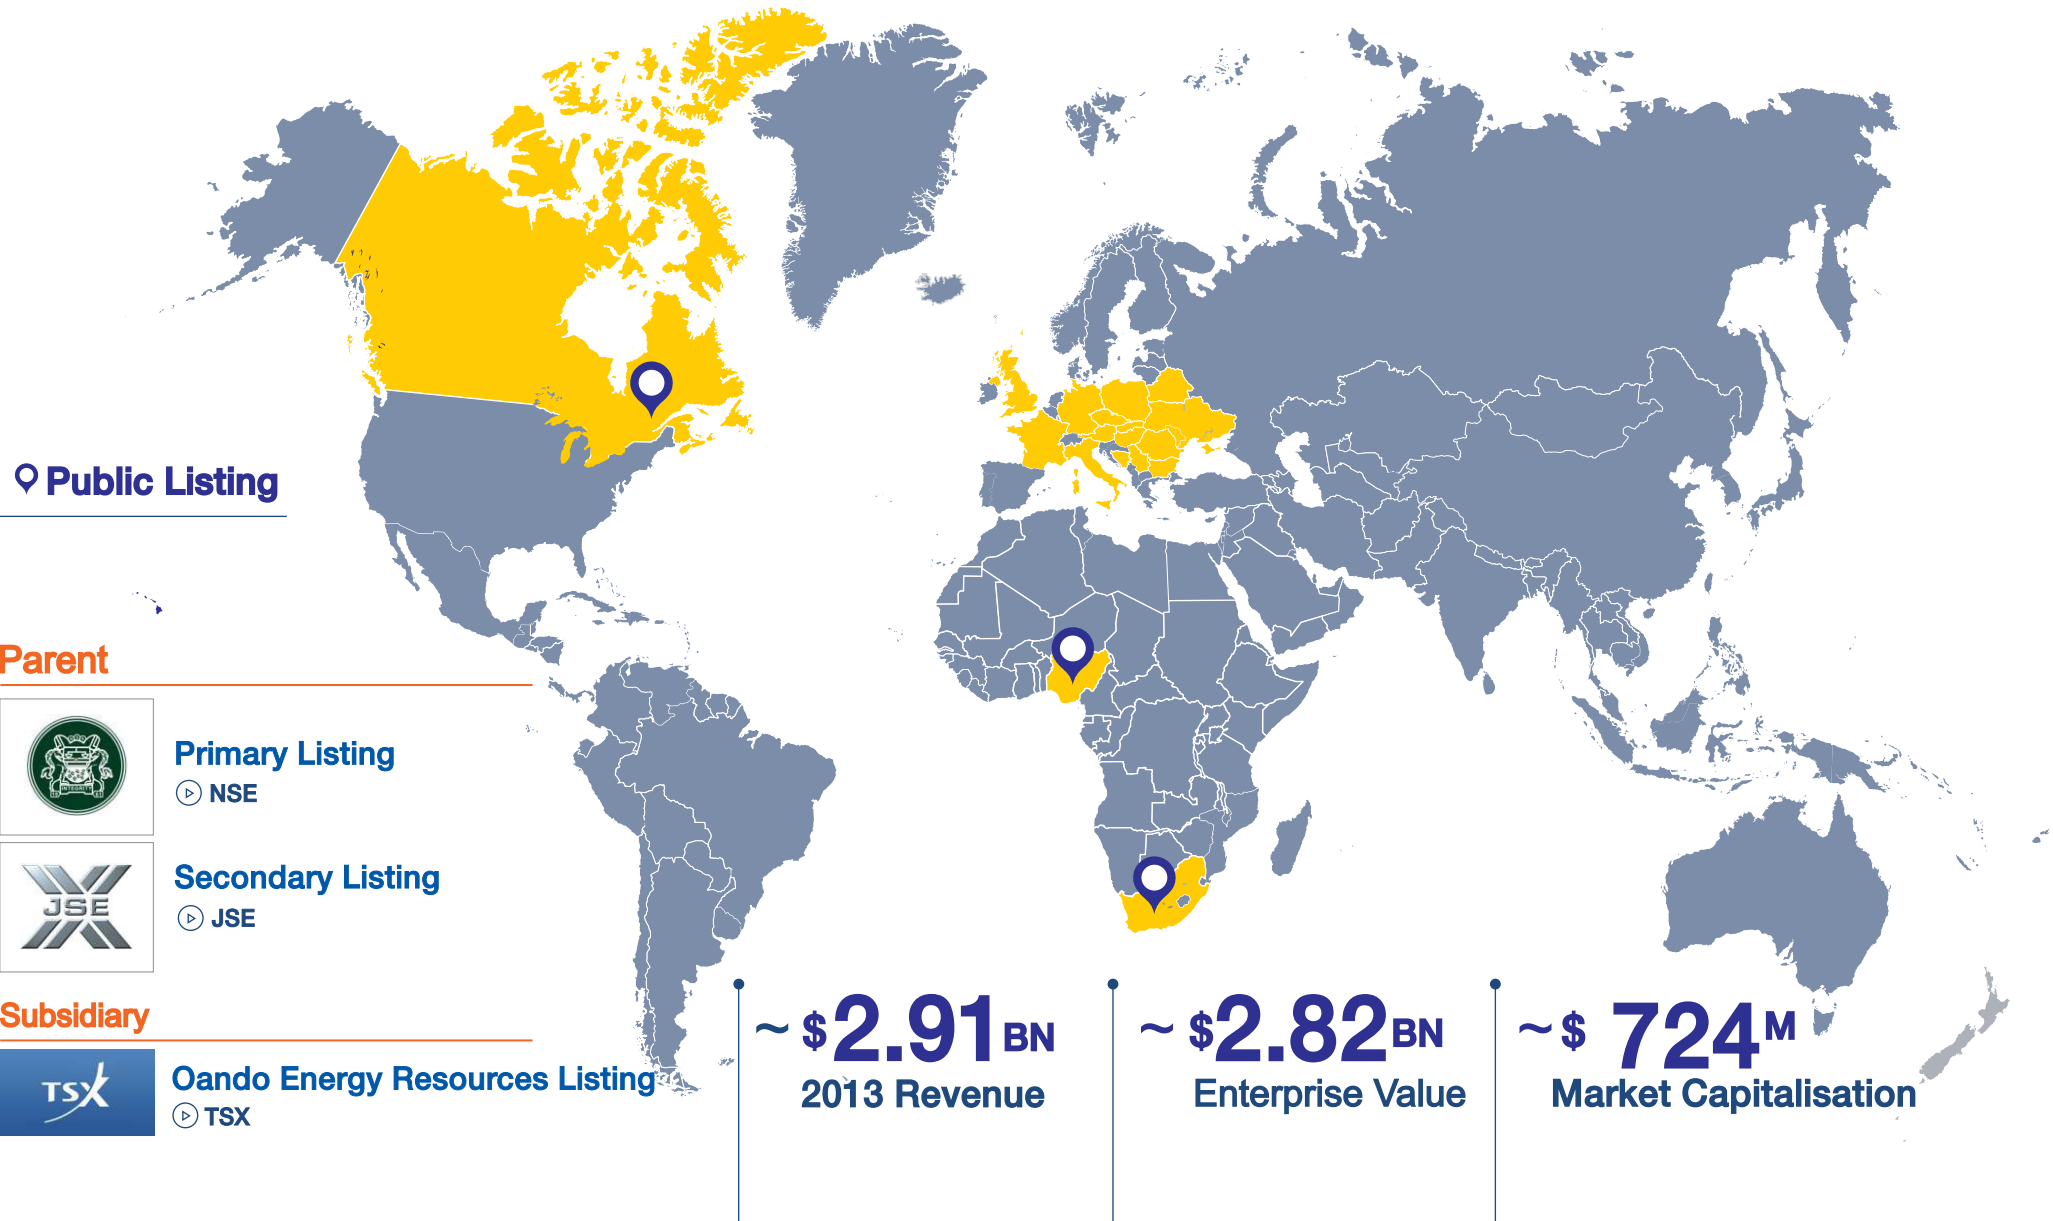 Public Listing
Parent
INTEGRITY
Primary Listing
NSE
JSE
Secondary Listing
JSE
Subsidiary
TSX
Oando Energy Resources Listing
TSX
~ $2.91BN
2013 Revenue
~ $2.82BN
Enterprise Value
~$ 724M
Market Capitalisation